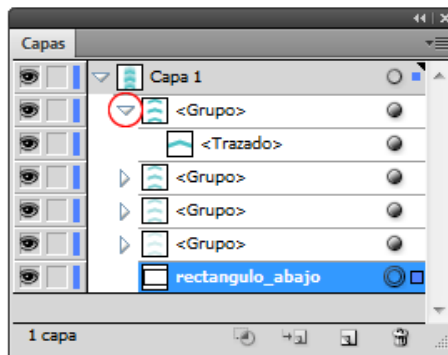 Capas
Capa 1
<Grupo>
<Trazado>
<Grupo>
<Grupo>
<Grupo>
rectangulo_abajo
1 capa